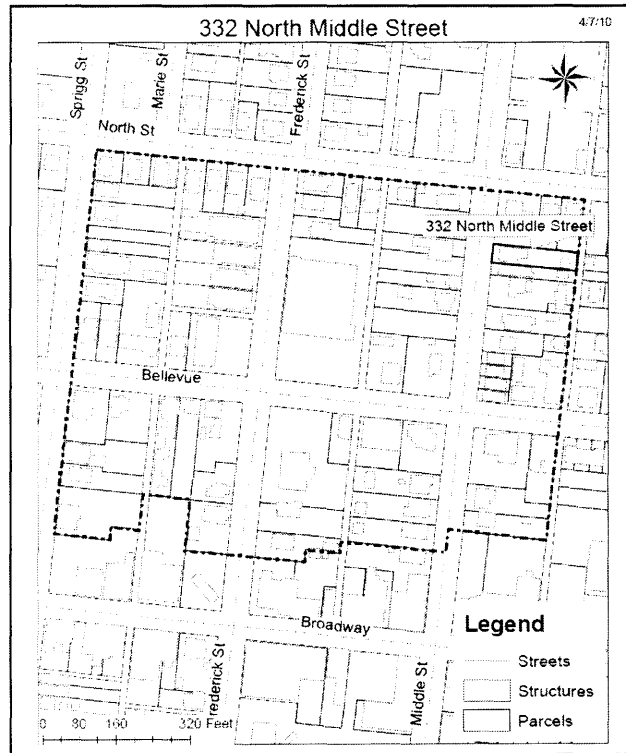 332 North Middle Street
4/7/10
Sprigg St
Marie St
Frederick St
North St
332 North Middle Street
Bellevue
Broadway
Frederick St
Middle St
Legend
Streets
Structures
Parcels
0 80 160 320 Feet